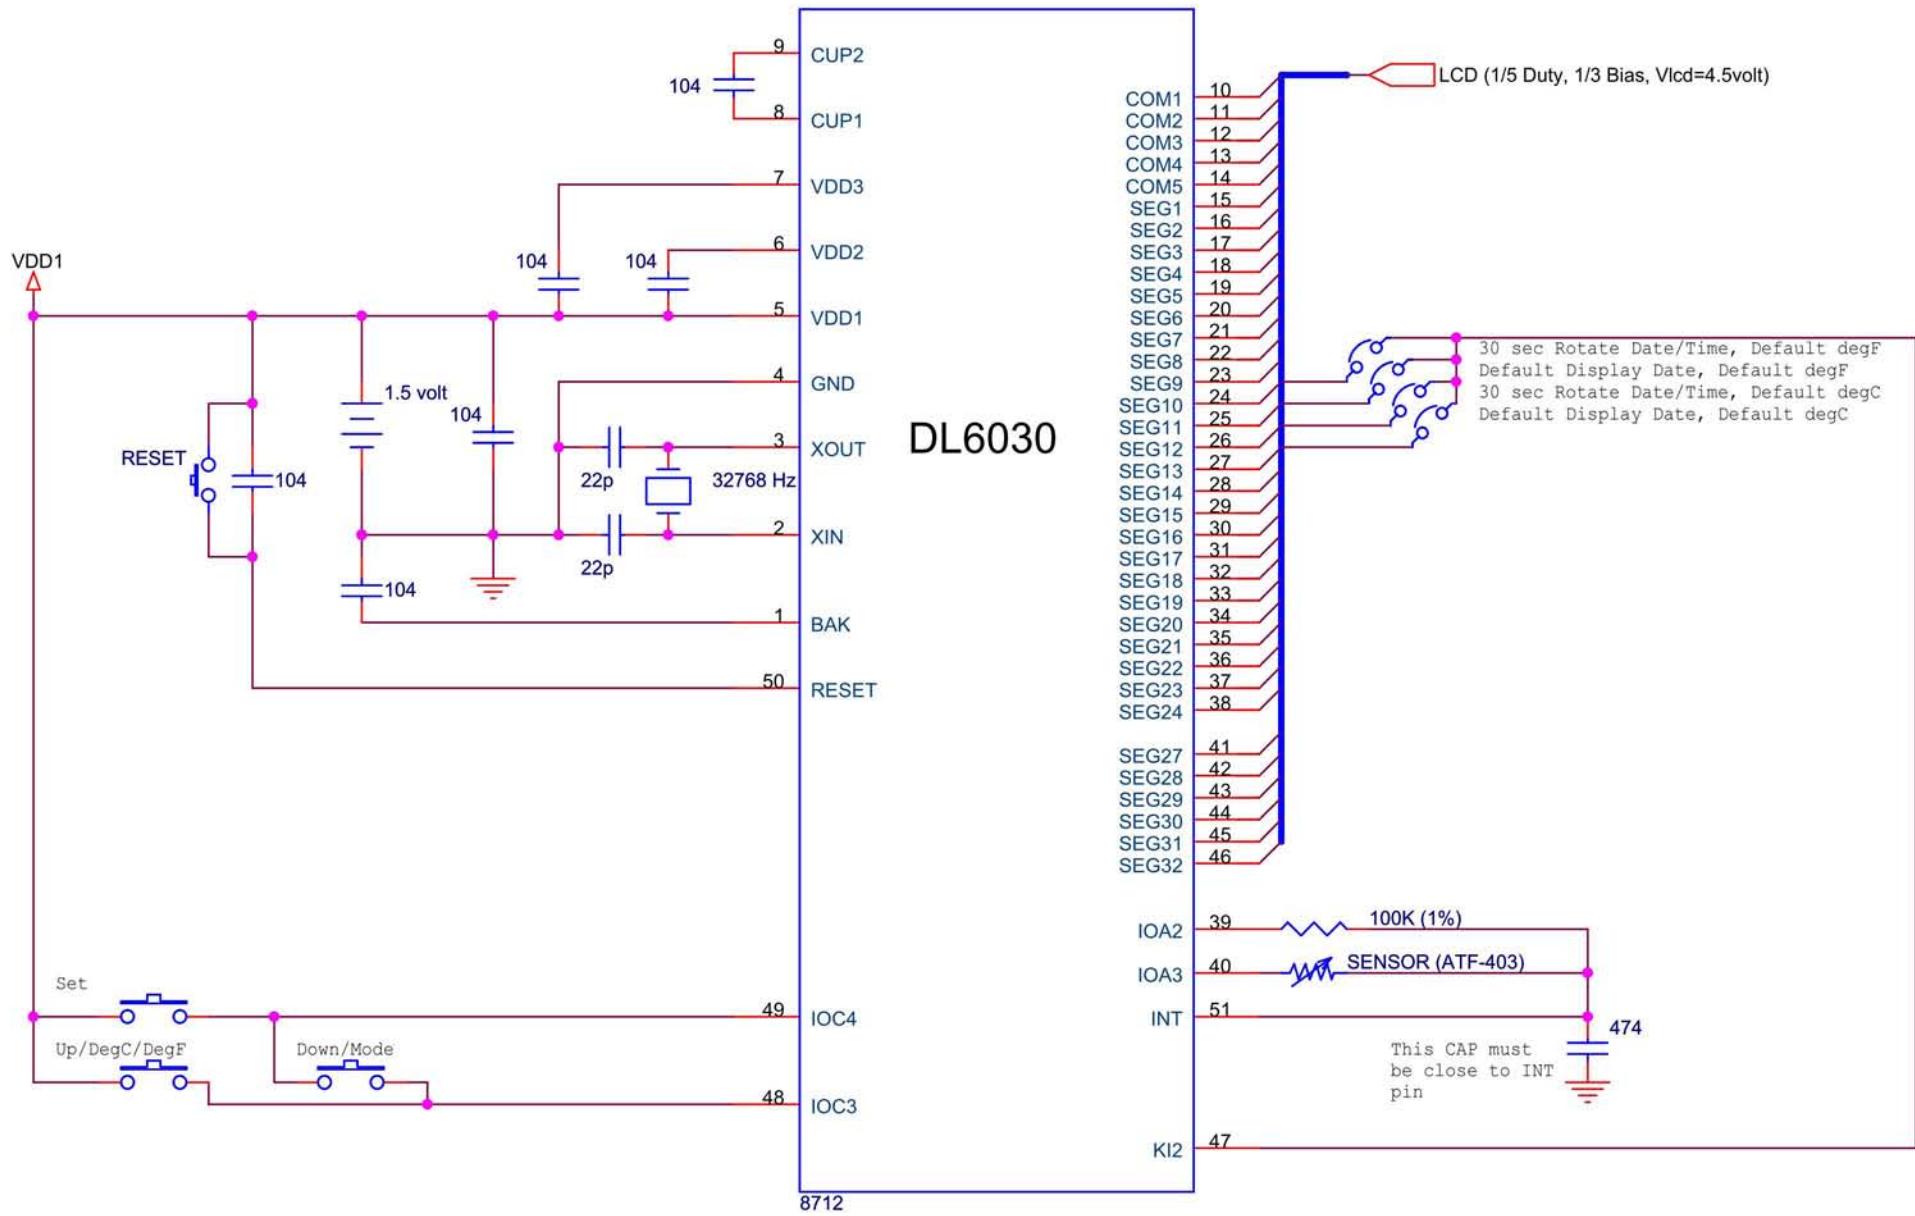 9
CUP2
104
8
CUP1
7
VDD3
6
VDD2
104
104
VDD1
5
VDD1
4
GND
1.5 volt
104
3
XOUT
RESET
104
22p
32768 Hz
2
XIN
22p
104
1
BAK
50
RESET
DL6030
Set
49
IOC4
Up/DegC/DegF
Down/Mode
48
IOC3
8712
LCD (1/5 Duty, 1/3 Bias, Vlcd=4.5volt)
COM1 10
COM2 11
COM3 12
COM4 13
COM5 14
SEG1 15
SEG2 16
SEG3 17
SEG4 18
SEG5 19
SEG6 20
SEG7 21
SEG8 22
SEG9 23
SEG10 24
SEG11 25
SEG12 26
SEG13 27
SEG14 28
SEG15 29
SEG16 30
SEG17 31
SEG18 32
SEG19 33
SEG20 34
SEG21 35
SEG22 36
SEG23 37
SEG24 38
SEG27 41
SEG28 42
SEG29 43
SEG30 44
SEG31 45
SEG32 46
30 sec Rotate Date/Time, Default degF
Default Display Date, Default degF
30 sec Rotate Date/Time, Default degC
Default Display Date, Default degC
IOA2 39
100K (1%)
IOA3 40
SENSOR (ATF-403)
INT 51
474
This CAP must
be close to INT
pin
KI2 47